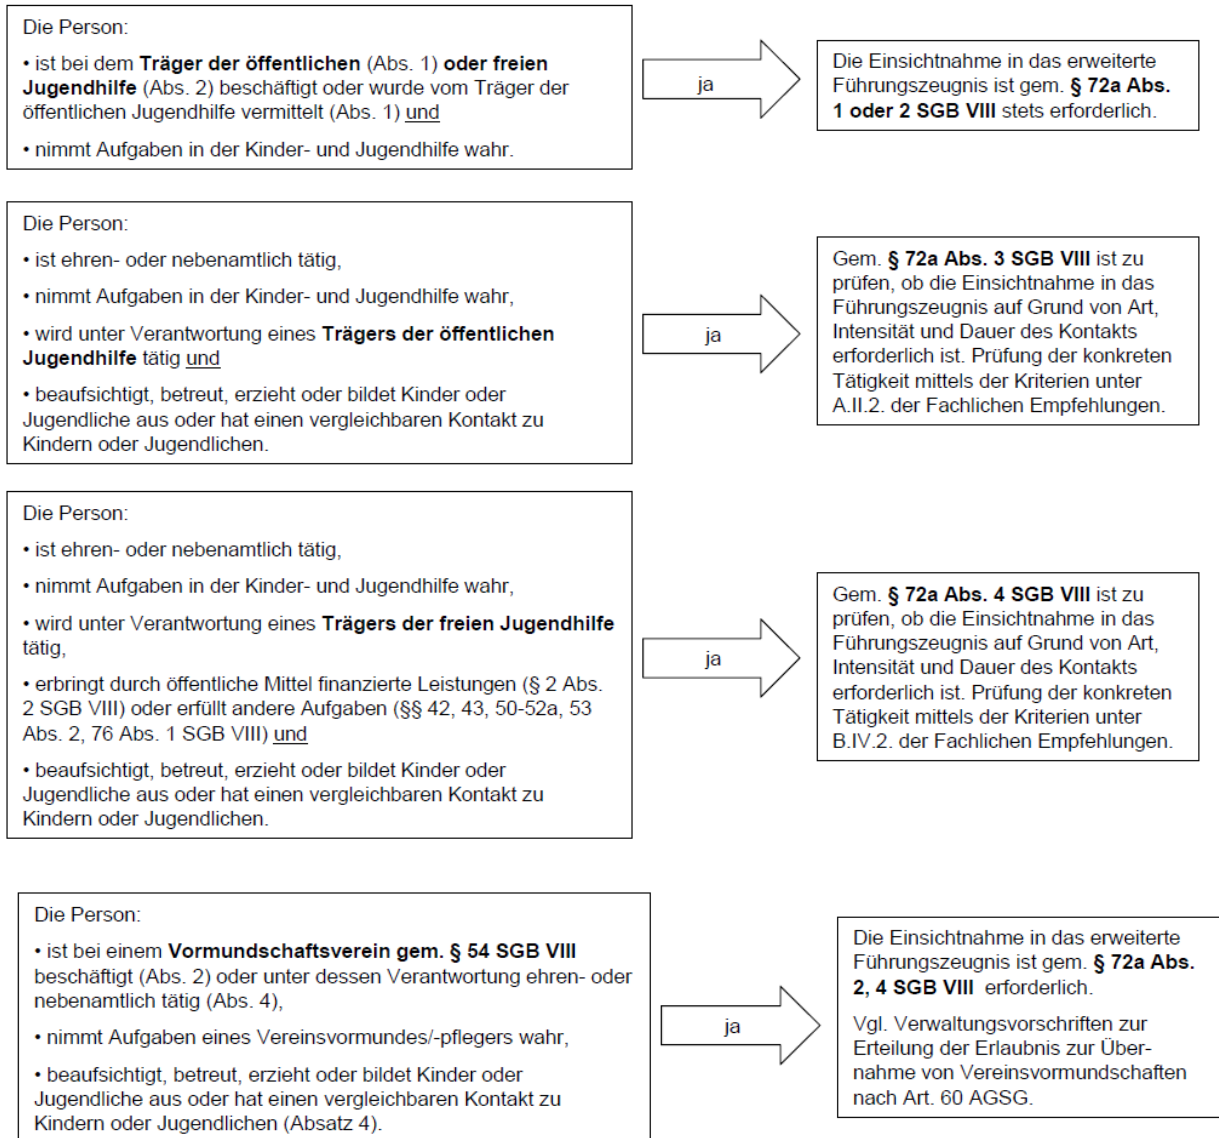 Die Person:
• ist bei dem Träger der öffentlichen (Abs. 1) oder freien
Jugendhilfe (Abs. 2) beschäftigt oder wurde vom Träger der
öffentlichen Jugendhilfe vermittelt (Abs. 1) und
• nimmt Aufgaben in der Kinder- und Jugendhilfe wahr.
ja
Die Einsichtnahme in das erweiterte
Führungszeugnis ist gem. § 72a Abs.
1 oder 2 SGB VIII stets erforderlich.
Die Person:
• ist ehren- oder nebenamtlich tätig,
• nimmt Aufgaben in der Kinder- und Jugendhilfe wahr,
• wird unter Verantwortung eines Trägers der öffentlichen
Jugendhilfe tätig und
• beaufsichtigt, betreut, erzieht oder bildet Kinder oder
Jugendliche aus oder hat einen vergleichbaren Kontakt zu
Kindern oder Jugendlichen.
ja
Gem. § 72a Abs. 3 SGB VIII ist zu
prüfen, ob die Einsichtnahme in das
Führungszeugnis auf Grund von Art,
Intensität und Dauer des Kontakts
erforderlich ist. Prüfung der konkreten
Tätigkeit mittels der Kriterien unter
A.II.2. der Fachlichen Empfehlungen.
Die Person:
• ist ehren- oder nebenamtlich tätig,
• nimmt Aufgaben in der Kinder- und Jugendhilfe wahr,
• wird unter Verantwortung eines Trägers der freien Jugendhilfe
tätig,
• erbringt durch öffentliche Mittel finanzierte Leistungen (§ 2 Abs.
2 SGB VIII) oder erfüllt andere Aufgaben (§§ 42, 43, 50-52a, 53
Abs. 2, 76 Abs. 1 SGB VIII) und
• beaufsichtigt, betreut, erzieht oder bildet Kinder oder
Jugendliche aus oder hat einen vergleichbaren Kontakt zu
Kindern oder Jugendlichen.
ja
Gem. § 72a Abs. 4 SGB VIII ist zu
prüfen, ob die Einsichtnahme in das
Führungszeugnis auf Grund von Art,
Intensität und Dauer des Kontakts
erforderlich ist. Prüfung der konkreten
Tätigkeit mittels der Kriterien unter
B.IV.2. der Fachlichen Empfehlungen.
Die Person:
• ist bei einem Vormundschaftsverein gem. § 54 SGB VIII
beschäftigt (Abs. 2) oder unter dessen Verantwortung ehren- oder
nebenamtlich tätig (Abs. 4),
• nimmt Aufgaben eines Vereinsvormundes/-pflegers wahr,
• beaufsichtigt, betreut, erzieht oder bildet Kinder oder
Jugendliche aus oder hat einen vergleichbaren Kontakt zu
Kindern oder Jugendlichen (Absatz 4).
ja
Die Einsichtnahme in das erweiterte
Führungszeugnis ist gem. § 72a Abs.
2, 4 SGB VIII erforderlich.
Vgl. Verwaltungsvorschriften zur
Erteilung der Erlaubnis zur Über-
nahme von Vereinsvormundschaften
nach Art. 60 AGSG.